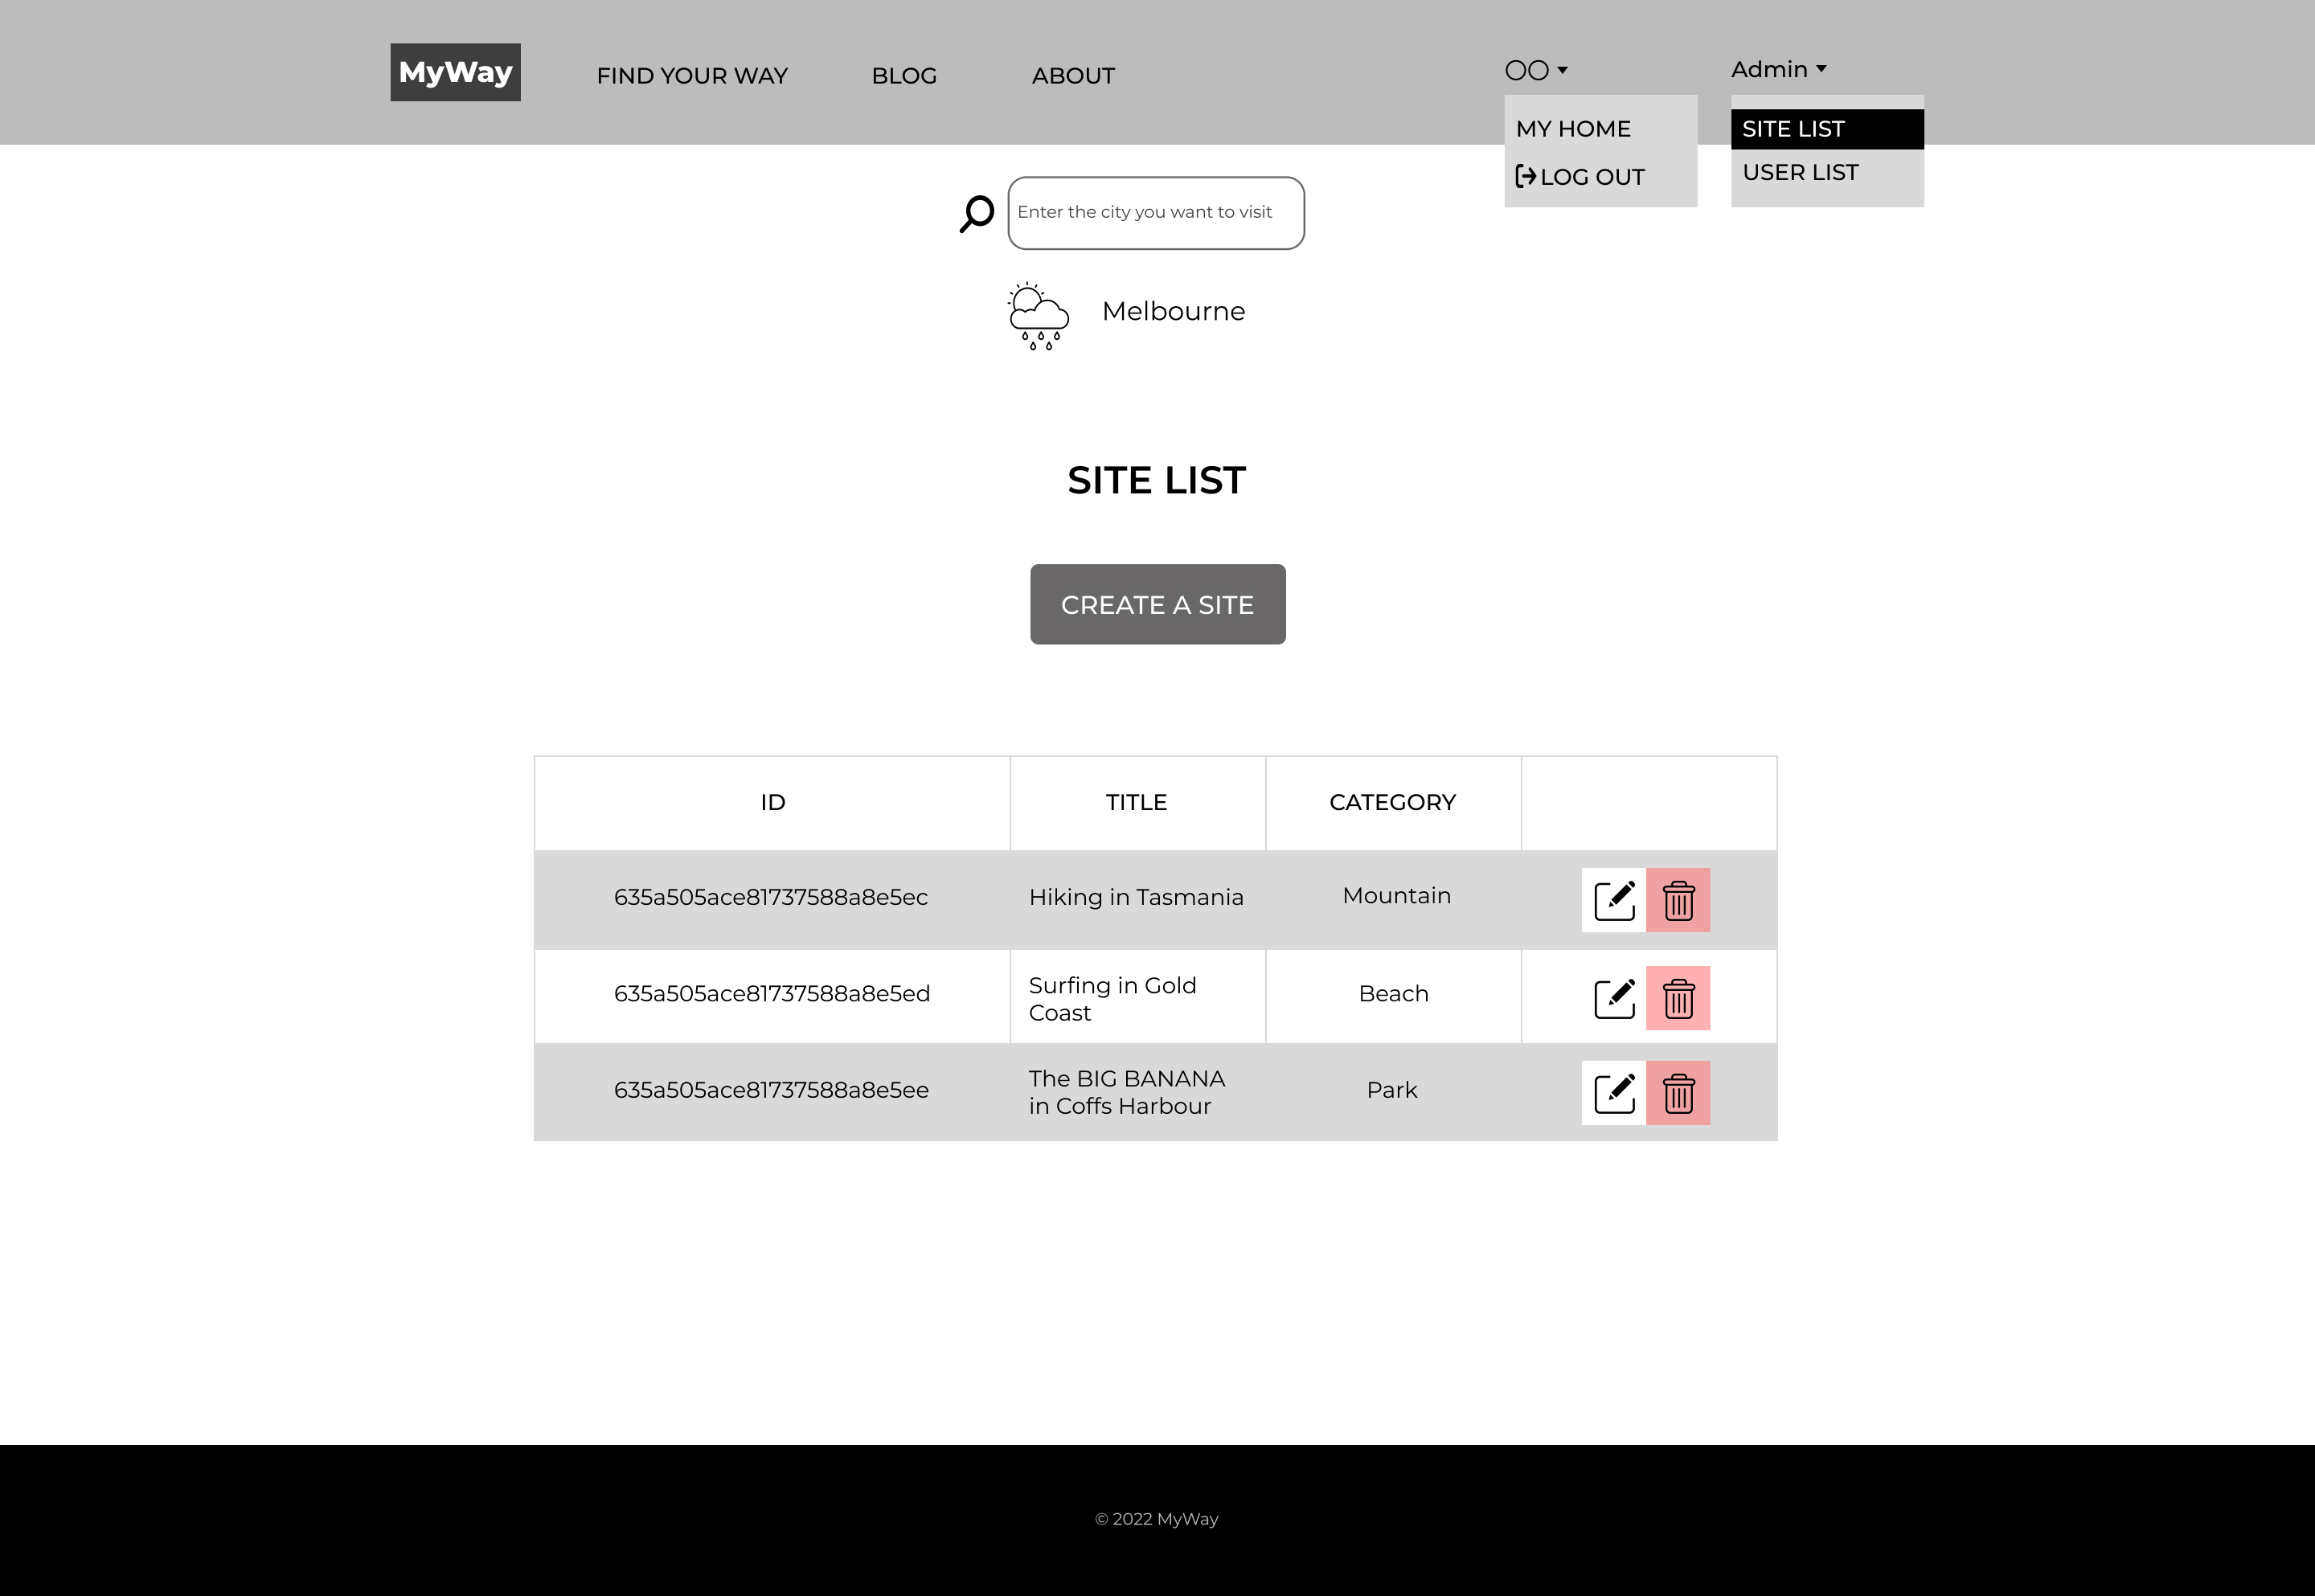 MyWay
FIND YOUR WAY
BLOG
ABOUT
○○
Admin
MY HOME
LOG OUT
SITE LIST
USER LIST
Enter the city you want to visit
Melbourne
SITE LIST
CREATE A SITE
ID
TITLE
CATEGORY
635a505ace81737588a8e5ec
Hiking in Tasmania
Mountain
635a505ace81737588a8e5ed
Surfing in Gold
Coast
Beach
635a505ace81737588a8e5ee
The BIG BANANA
in Coffs Harbour
Park
© 2022 MyWay